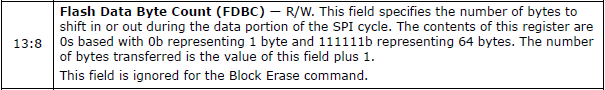 13:8
Flash Data Byte Count (FDBC) — R/W. This field specifies the number of bytes to
shift in or out during the data portion of the SPI cycle. The contents of this register are
0s based with 0b representing 1 byte and 111111b representing 64 bytes. The number
of bytes transferred is the value of this field plus 1.
This field is ignored for the Block Erase command.